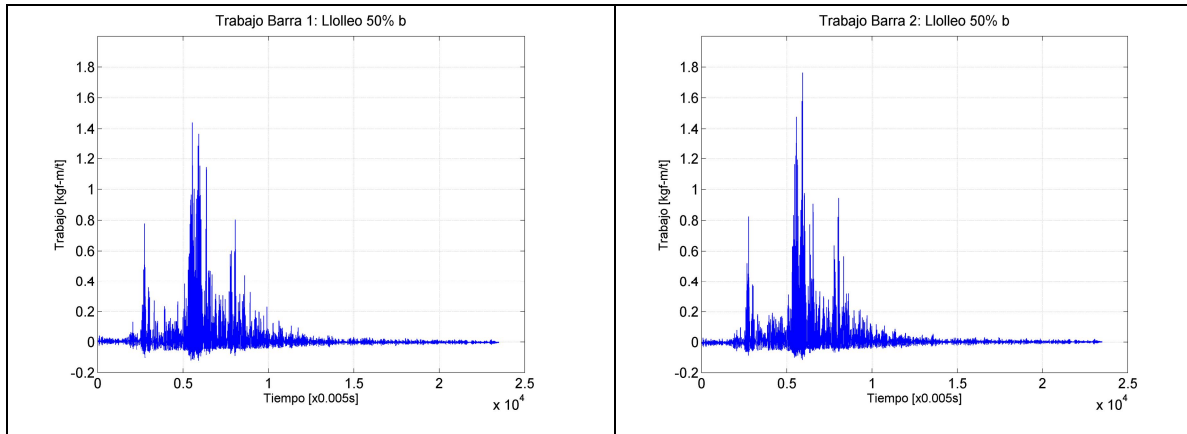 Trabajo Barra 1: Llolleo 50% b
1.8
1.6
1.4
1.2
1
0.8
0.6
0.4
0.2
0
-0.2
Trabajo [kgf-m/t]
0 0.5 1 1.5 2 2.5
Tiempo [x0.005s]
x 10^4
Trabajo Barra 2: Llolleo 50% b
1.8
1.6
1.4
1.2
1
0.8
0.6
0.4
0.2
0
-0.2
Trabajo [kgf-m/t]
0 0.5 1 1.5 2 2.5
Tiempo [x0.005s]
x 10^4